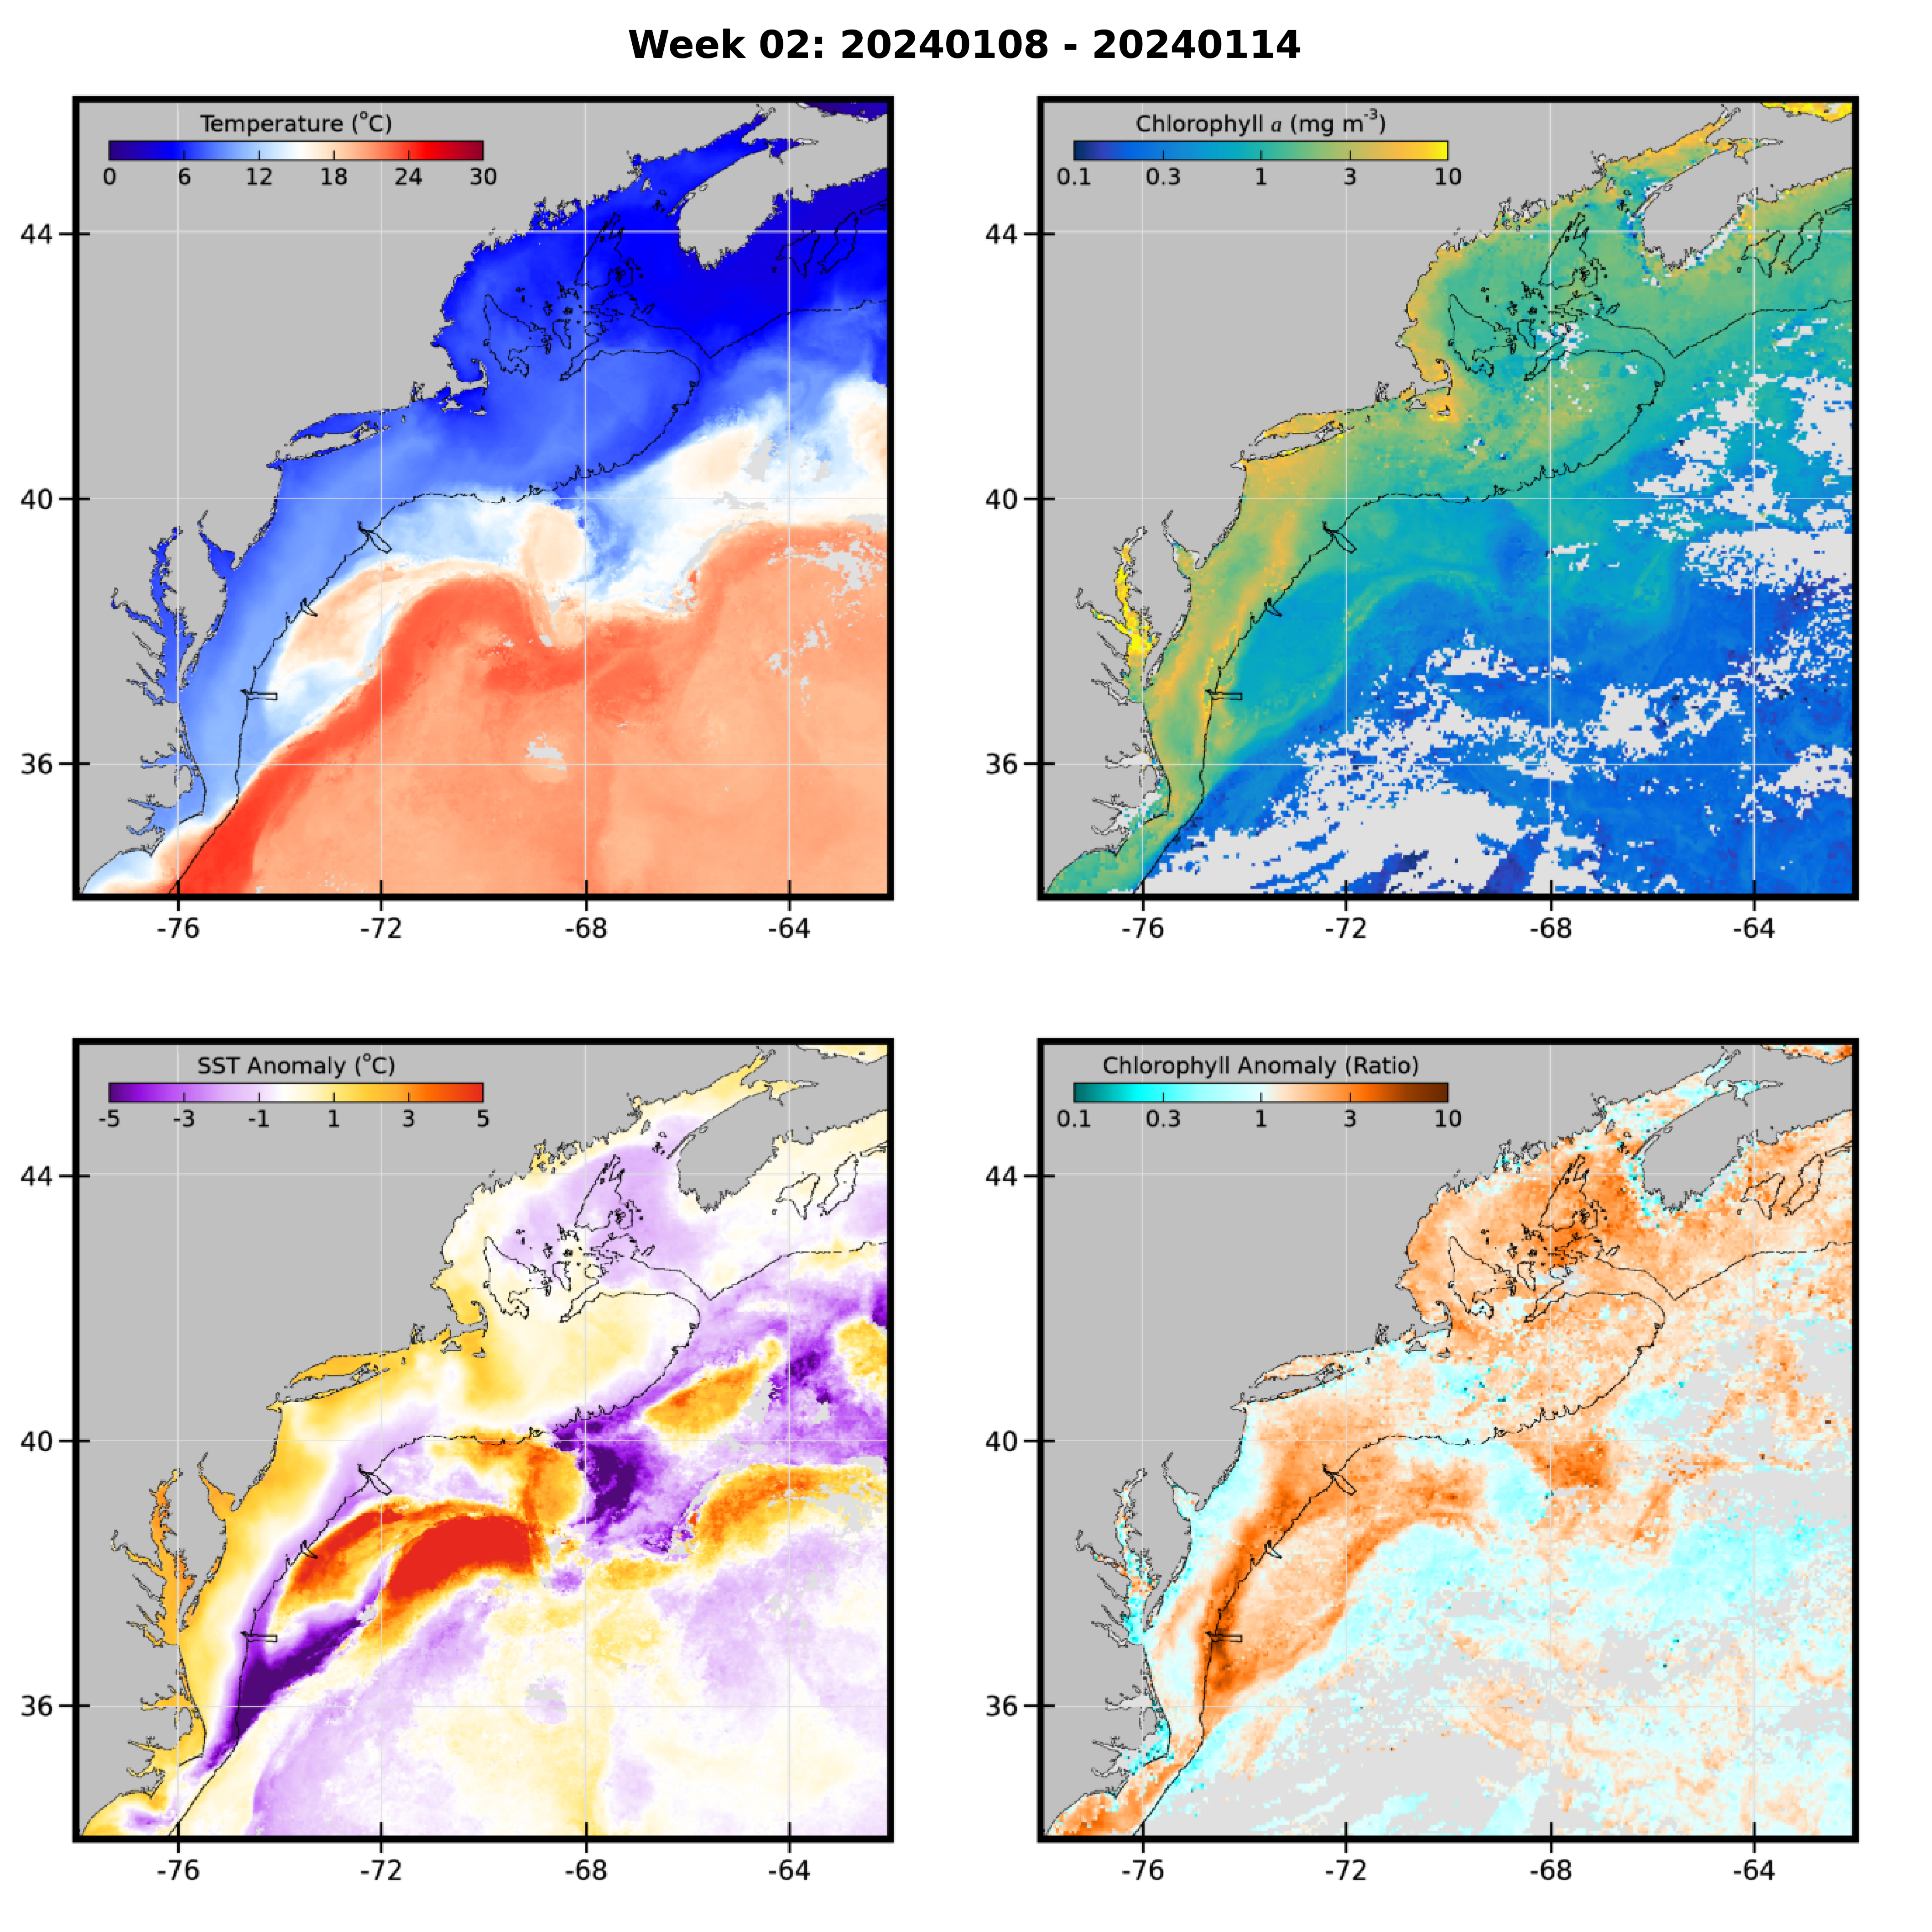 Week 02: 20240108 - 20240114
Temperature (°C)
0 6 12 18 24 30
44
40
36
-76 -72 -68 -64
Chlorophyll a (mg m⁻³)
0.1 0.3 1 3 10
44
40
36
-76 -72 -68 -64
SST Anomaly (°C)
-5 -3 -1 1 3 5
44
40
36
-76 -72 -68 -64
Chlorophyll Anomaly (Ratio)
0.1 0.3 1 3 10
44
40
36
-76 -72 -68 -64